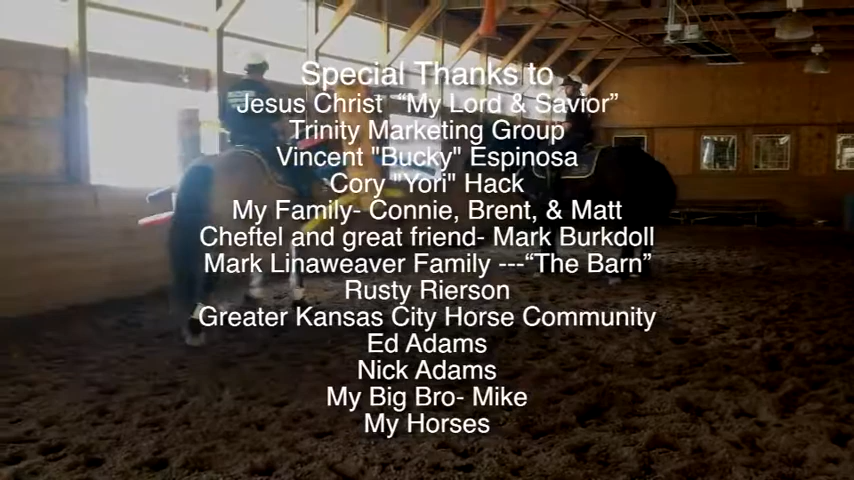 Special Thanks to
Jesus Christ “My Lord & Savior”
Trinity Marketing Group
Vincent "Bucky" Espinosa
Cory "Yori" Hack
My Family- Connie, Brent, & Matt
Cheftel and great friend- Mark Burkdoll
Mark Linaweaver Family ---“The Barn”
Rusty Rierson
Greater Kansas City Horse Community
Ed Adams
Nick Adams
My Big Bro- Mike
My Horses